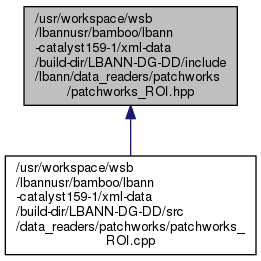 /usr/workspace/wsb
/lbannusr/bamboo/lbann
-catalyst159-1/xml-data
/build-dir/LBANN-DG-DD/include
/lbann/data_readers/patchworks
/patchworks_ROI.hpp
/usr/workspace/wsb
/lbannusr/bamboo/lbann
-catalyst159-1/xml-data
/build-dir/LBANN-DG-DD/src
/data_readers/patchworks/patchworks_
ROI.cpp